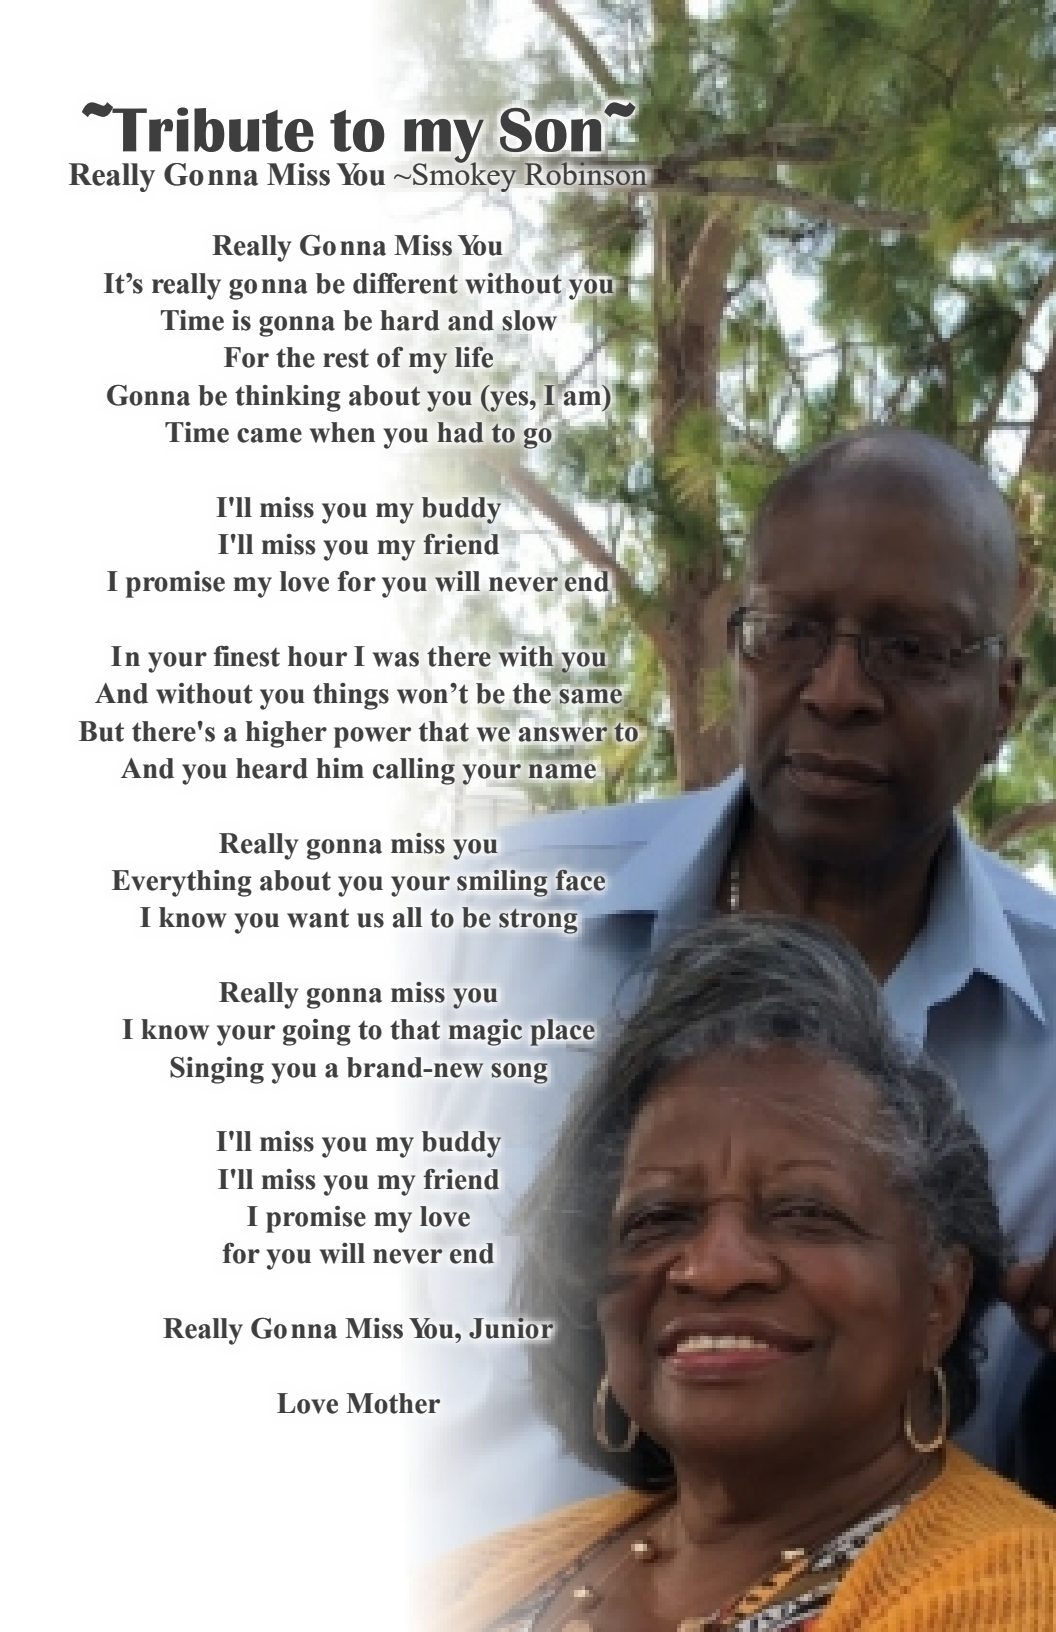 ~Tribute to my Son~
Really Gonna Miss You ~Smokey Robinson
Really Gonna Miss You
It’s really gonna be different without you
Time is gonna be hard and slow
For the rest of my life
Gonna be thinking about you (yes, I am)
Time came when you had to go
I'll miss you my buddy
I'll miss you my friend
I promise my love for you will never end
In your finest hour I was there with you
And without you things won’t be the same
But there's a higher power that we answer to
And you heard him calling your name
Really gonna miss you
Everything about you your smiling face
I know you want us all to be strong
Really gonna miss you
I know your going to that magic place
Singing you a brand-new song
I'll miss you my buddy
I'll miss you my friend
I promise my love
for you will never end
Really Gonna Miss You, Junior
Love Mother